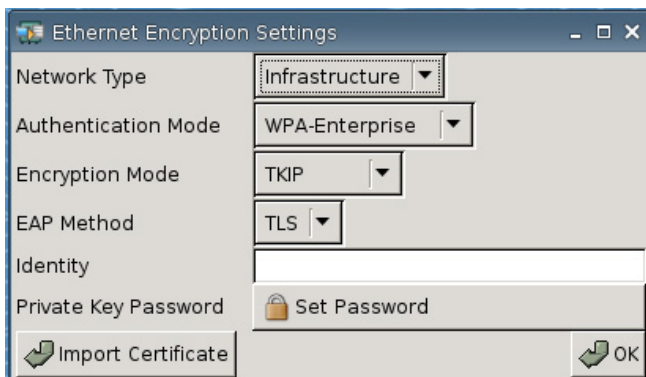 Ethernet Encryption Settings
Network Type Infrastructure
Authentication Mode WPA-Enterprise
Encryption Mode TKIP
EAP Method TLS
Identity
Private Key Password Set Password
Import Certificate OK